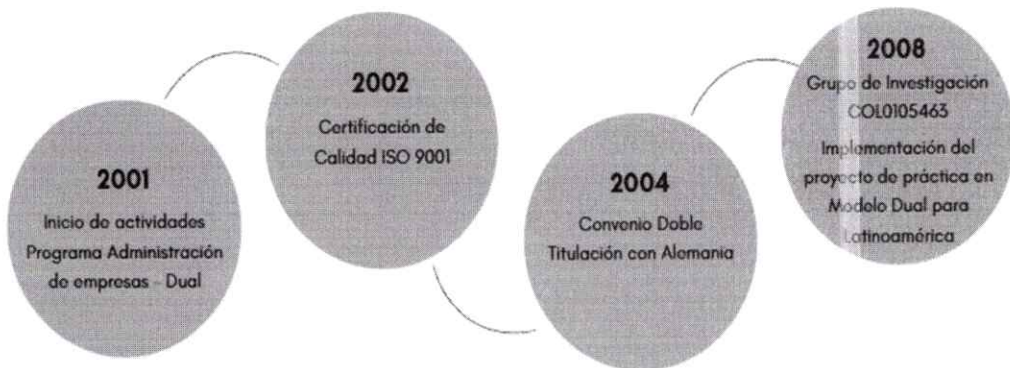 2001
Inicio de actividades
Programa Administración
de empresas - Dual
2002
Certificación de
Calidad ISO 9001
2004
Convenio Doble
Titulación con Alemania
2008
Grupo de Investigación
COL0105463
Implementación del
proyecto de práctica en
Modelo Dual para
Latinoamérica